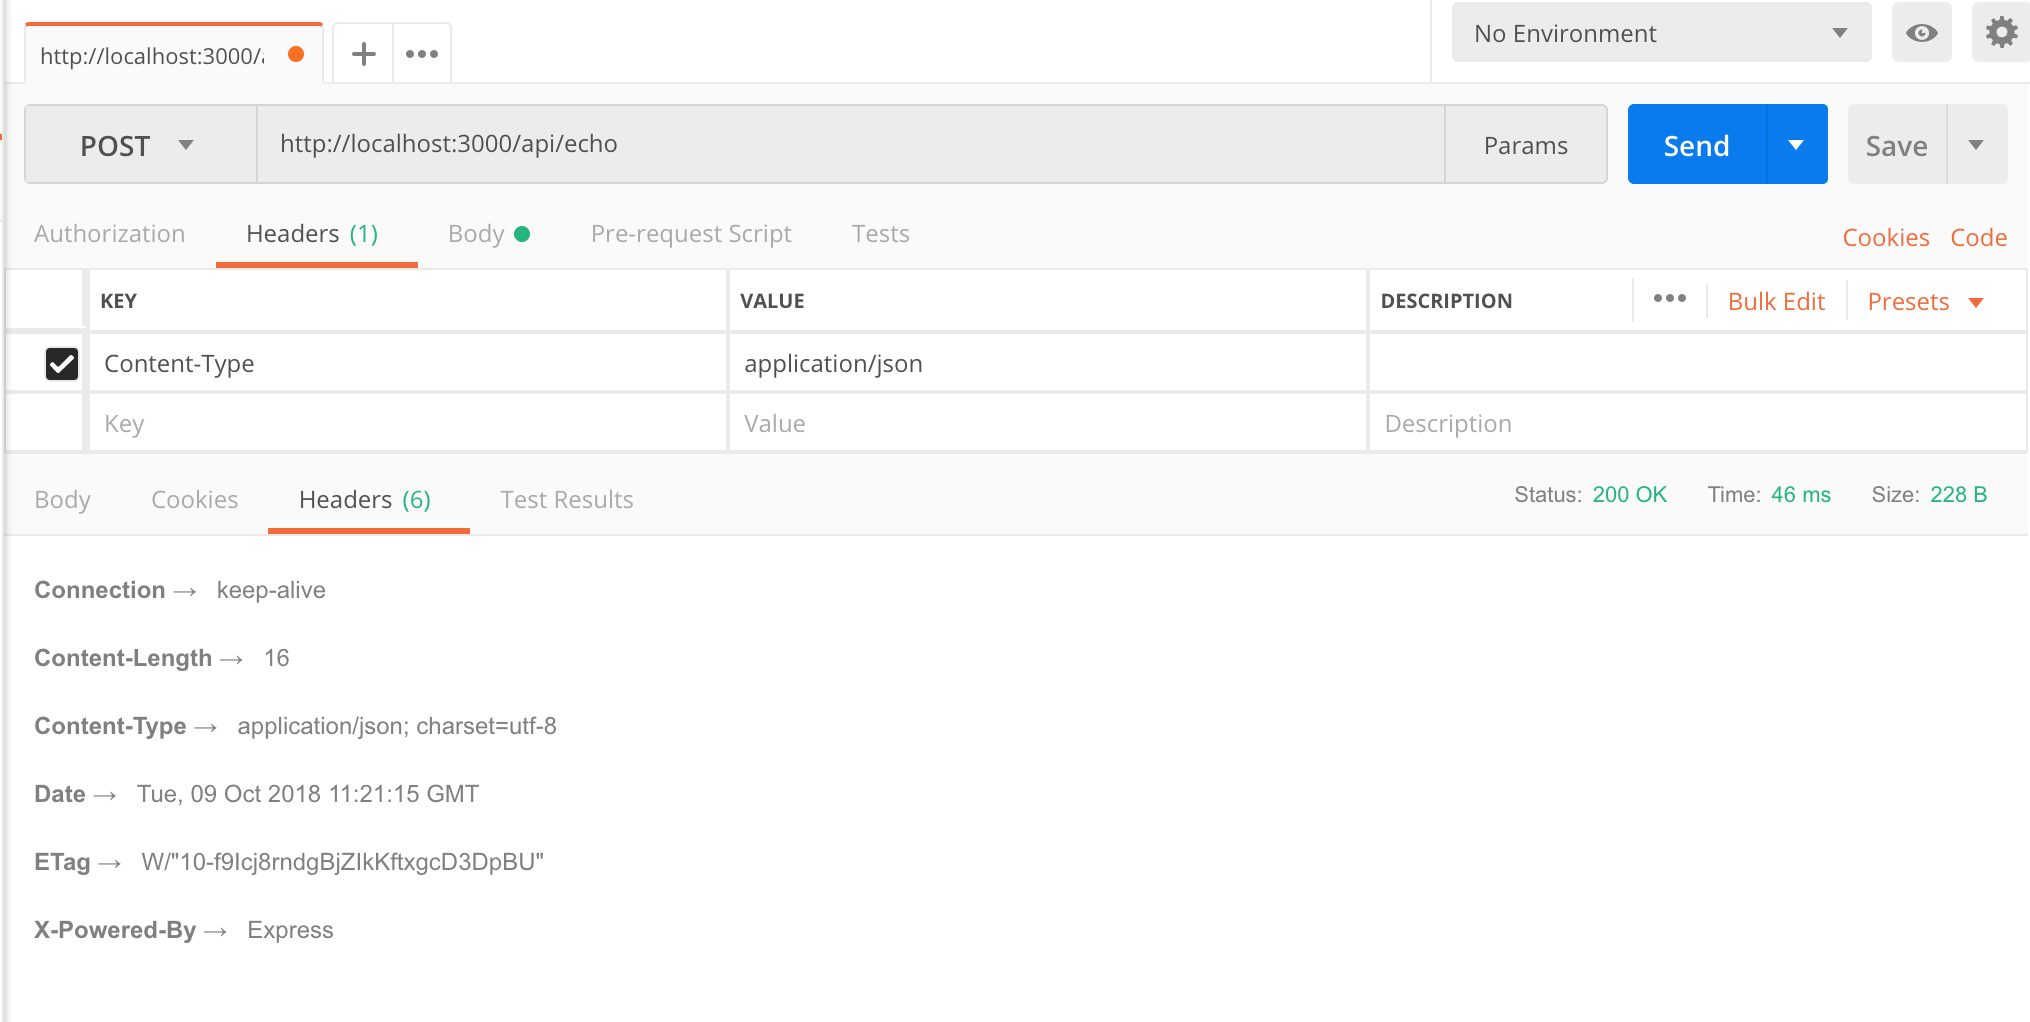 http://localhost:3000/a
No Environment
POST
http://localhost:3000/api/echo
Params
Send
Save
Authorization
Headers (1)
Body
Pre-request Script
Tests
Cookies
Code
KEY
VALUE
DESCRIPTION
Bulk Edit
Presets
Content-Type
application/json
Key
Value
Description
Body
Cookies
Headers (6)
Test Results
Status: 200 OK
Time: 46 ms
Size: 228 B
Connection → keep-alive
Content-Length → 16
Content-Type → application/json; charset=utf-8
Date → Tue, 09 Oct 2018 11:21:15 GMT
ETag → W/"10-f9Icj8rndgBjZIkKftxgcD3DpBU"
X-Powered-By → Express